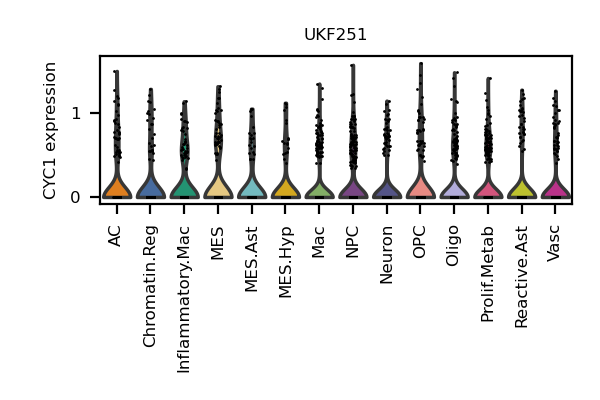 UKF251
CYC1 expression
1
0
AC
Chromatin.Reg
Inflammatory.Mac
MES
MES.Ast
MES.Hyp
Mac
NPC
Neuron
OPC
Oligo
Prolif.Metab
Reactive.Ast
Vasc